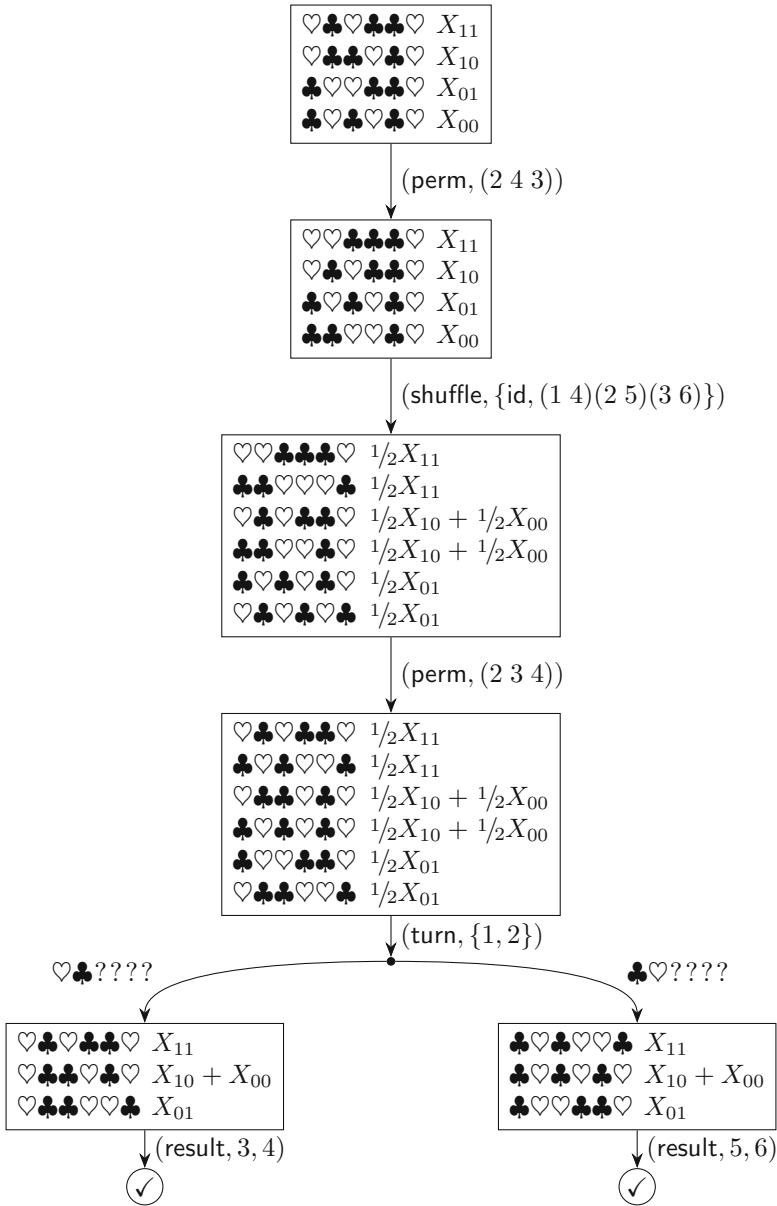 ♡♣♡♣♣♡ X₁₁
♡♣♣♡♣♡ X₁₀
♣♡♡♣♣♡ X₀₁
♣♡♣♡♣♡ X₀₀
(perm, (2 4 3))
♡♡♣♣♣♡ X₁₁
♡♣♡♣♣♡ X₁₀
♣♡♣♡♣♡ X₀₁
♣♣♡♡♣♡ X₀₀
(shuffle, {id, (1 4)(2 5)(3 6)})
♡♡♣♣♣♡ 1/2X₁₁
♣♣♡♡♡♣ 1/2X₁₁
♡♣♡♣♣♡ 1/2X₁₀ + 1/2X₀₀
♣♣♡♡♣♡ 1/2X₁₀ + 1/2X₀₀
♣♡♣♡♣♡ 1/2X₀₁
♡♣♡♣♡♣ 1/2X₀₁
(perm, (2 3 4))
♡♣♡♣♣♡ 1/2X₁₁
♣♡♣♡♡♣ 1/2X₁₁
♡♣♣♡♣♡ 1/2X₁₀ + 1/2X₀₀
♣♡♣♡♣♡ 1/2X₁₀ + 1/2X₀₀
♣♡♡♣♣♡ 1/2X₀₁
♡♣♣♡♡♣ 1/2X₀₁
(turn, {1, 2})
♡♣????
♣♡????
♡♣♡♣♣♡ X₁₁
♡♣♣♡♣♡ X₁₀ + X₀₀
♡♣♣♡♡♣ X₀₁
♣♡♣♡♡♣ X₁₁
♣♡♣♡♣♡ X₁₀ + X₀₀
♣♡♡♣♣♡ X₀₁
(result, 3, 4)
(result, 5, 6)
✓
✓